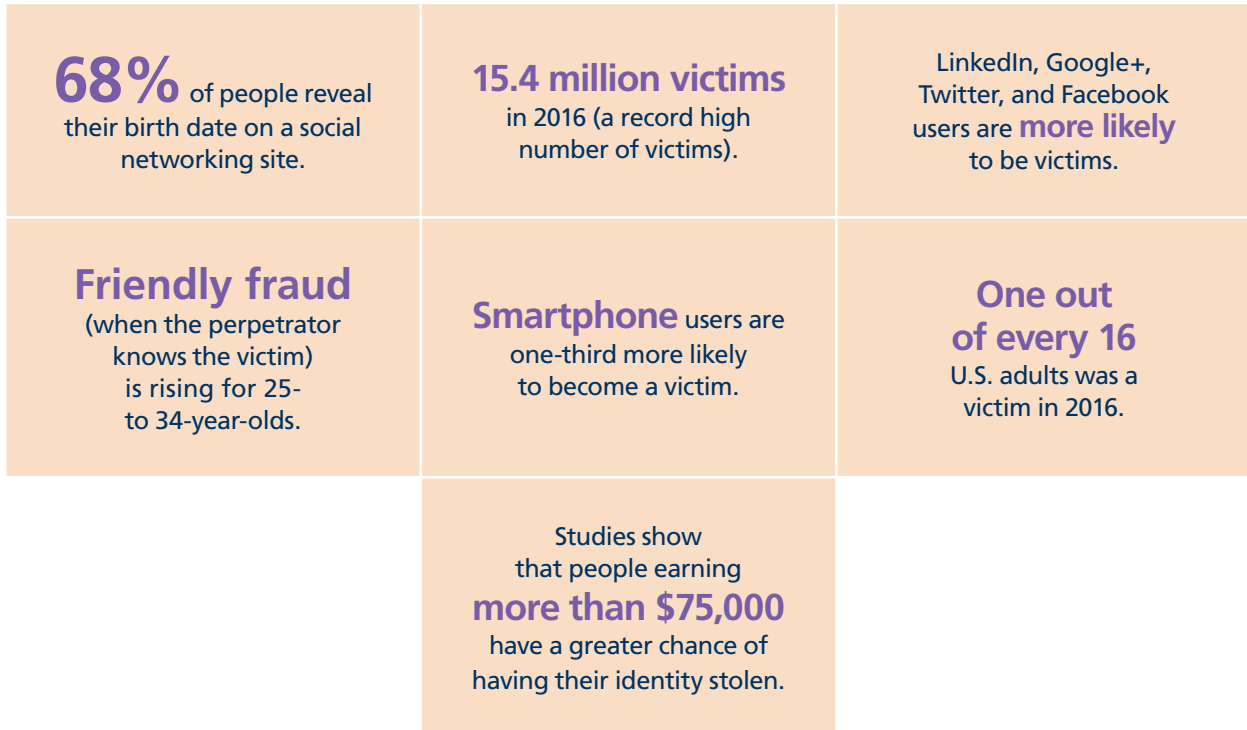 68% of people reveal
their birth date on a social
networking site.
15.4 million victims
in 2016 (a record high
number of victims).
LinkedIn, Google+,
Twitter, and Facebook
users are more likely
to be victims.
Friendly fraud
(when the perpetrator
knows the victim)
is rising for 25-
to 34-year-olds.
Smartphone users are
one-third more likely
to become a victim.
One out
of every 16
U.S. adults was a
victim in 2016.
Studies show
that people earning
more than $75,000
have a greater chance of
having their identity stolen.